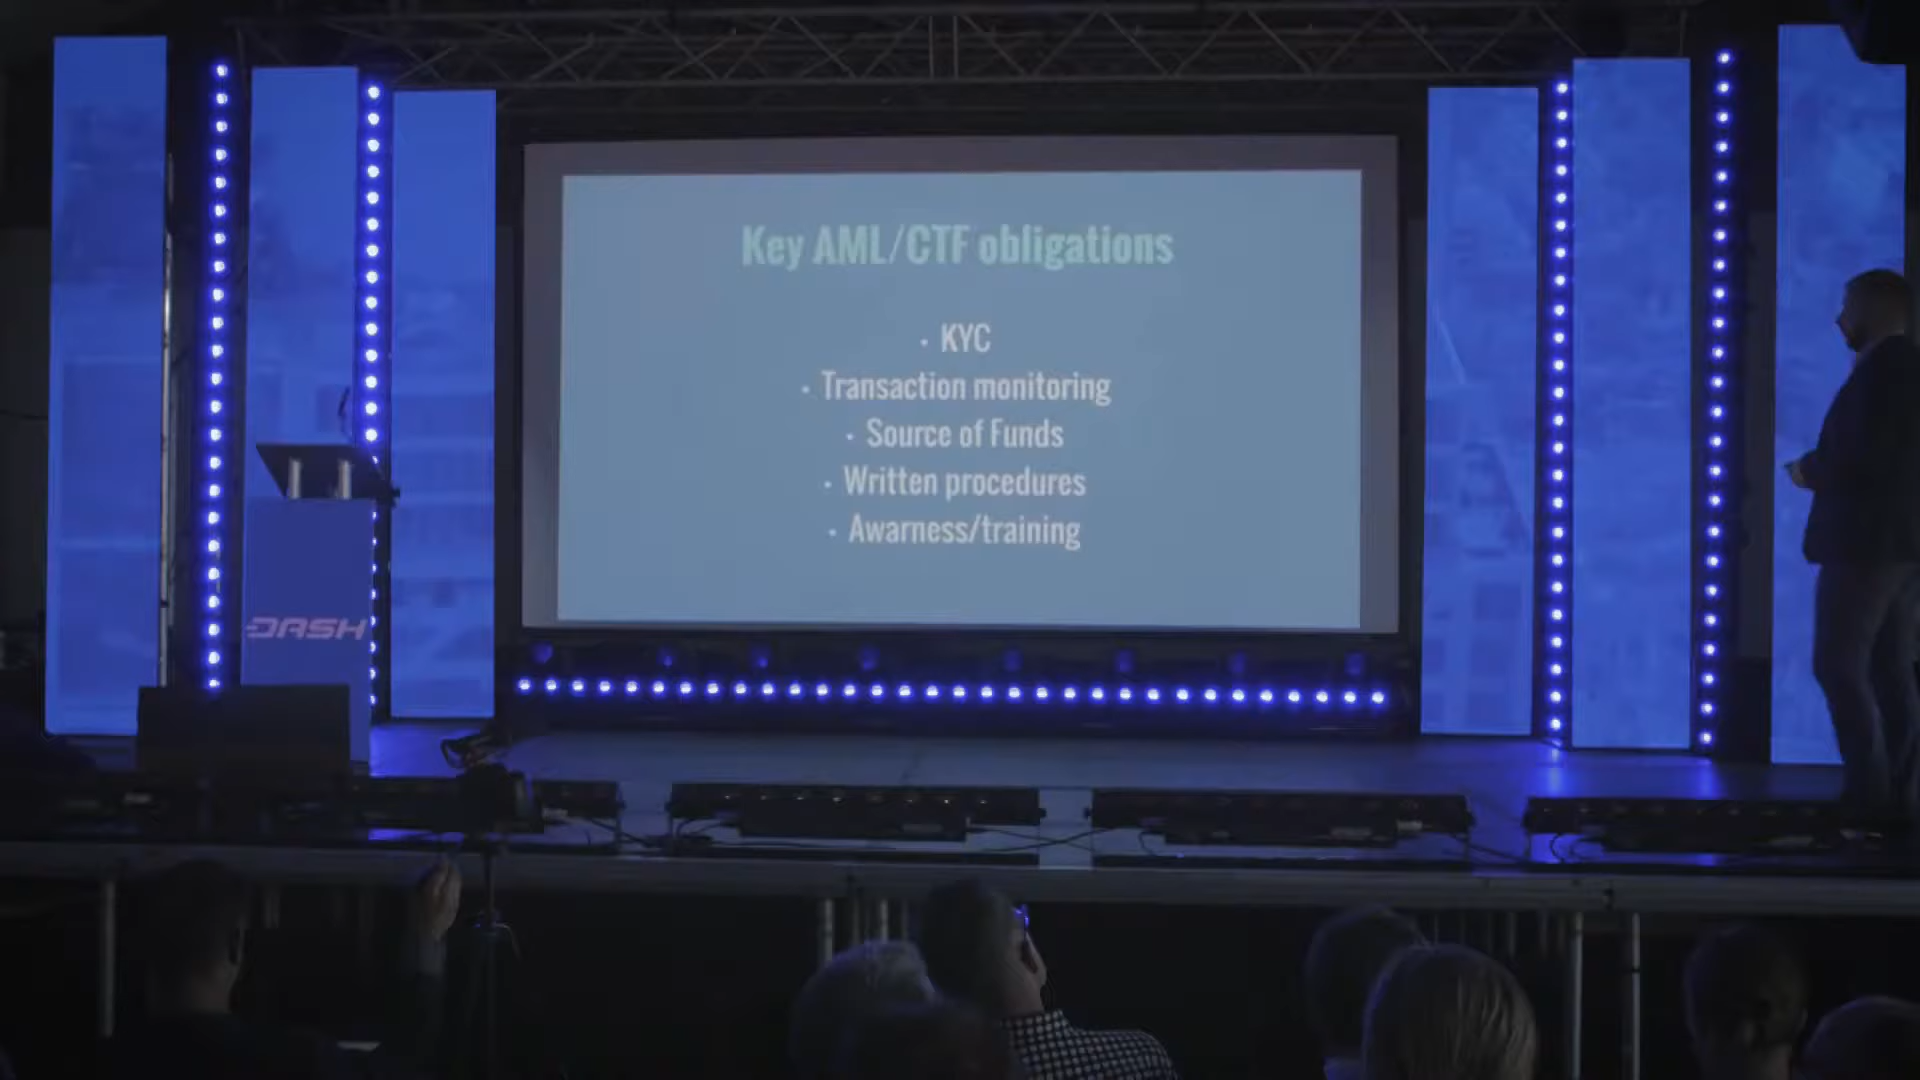 Key AML/CTF obligations
· KYC
· Transaction monitoring
· Source of Funds
· Written procedures
· Awarness/training
DASH